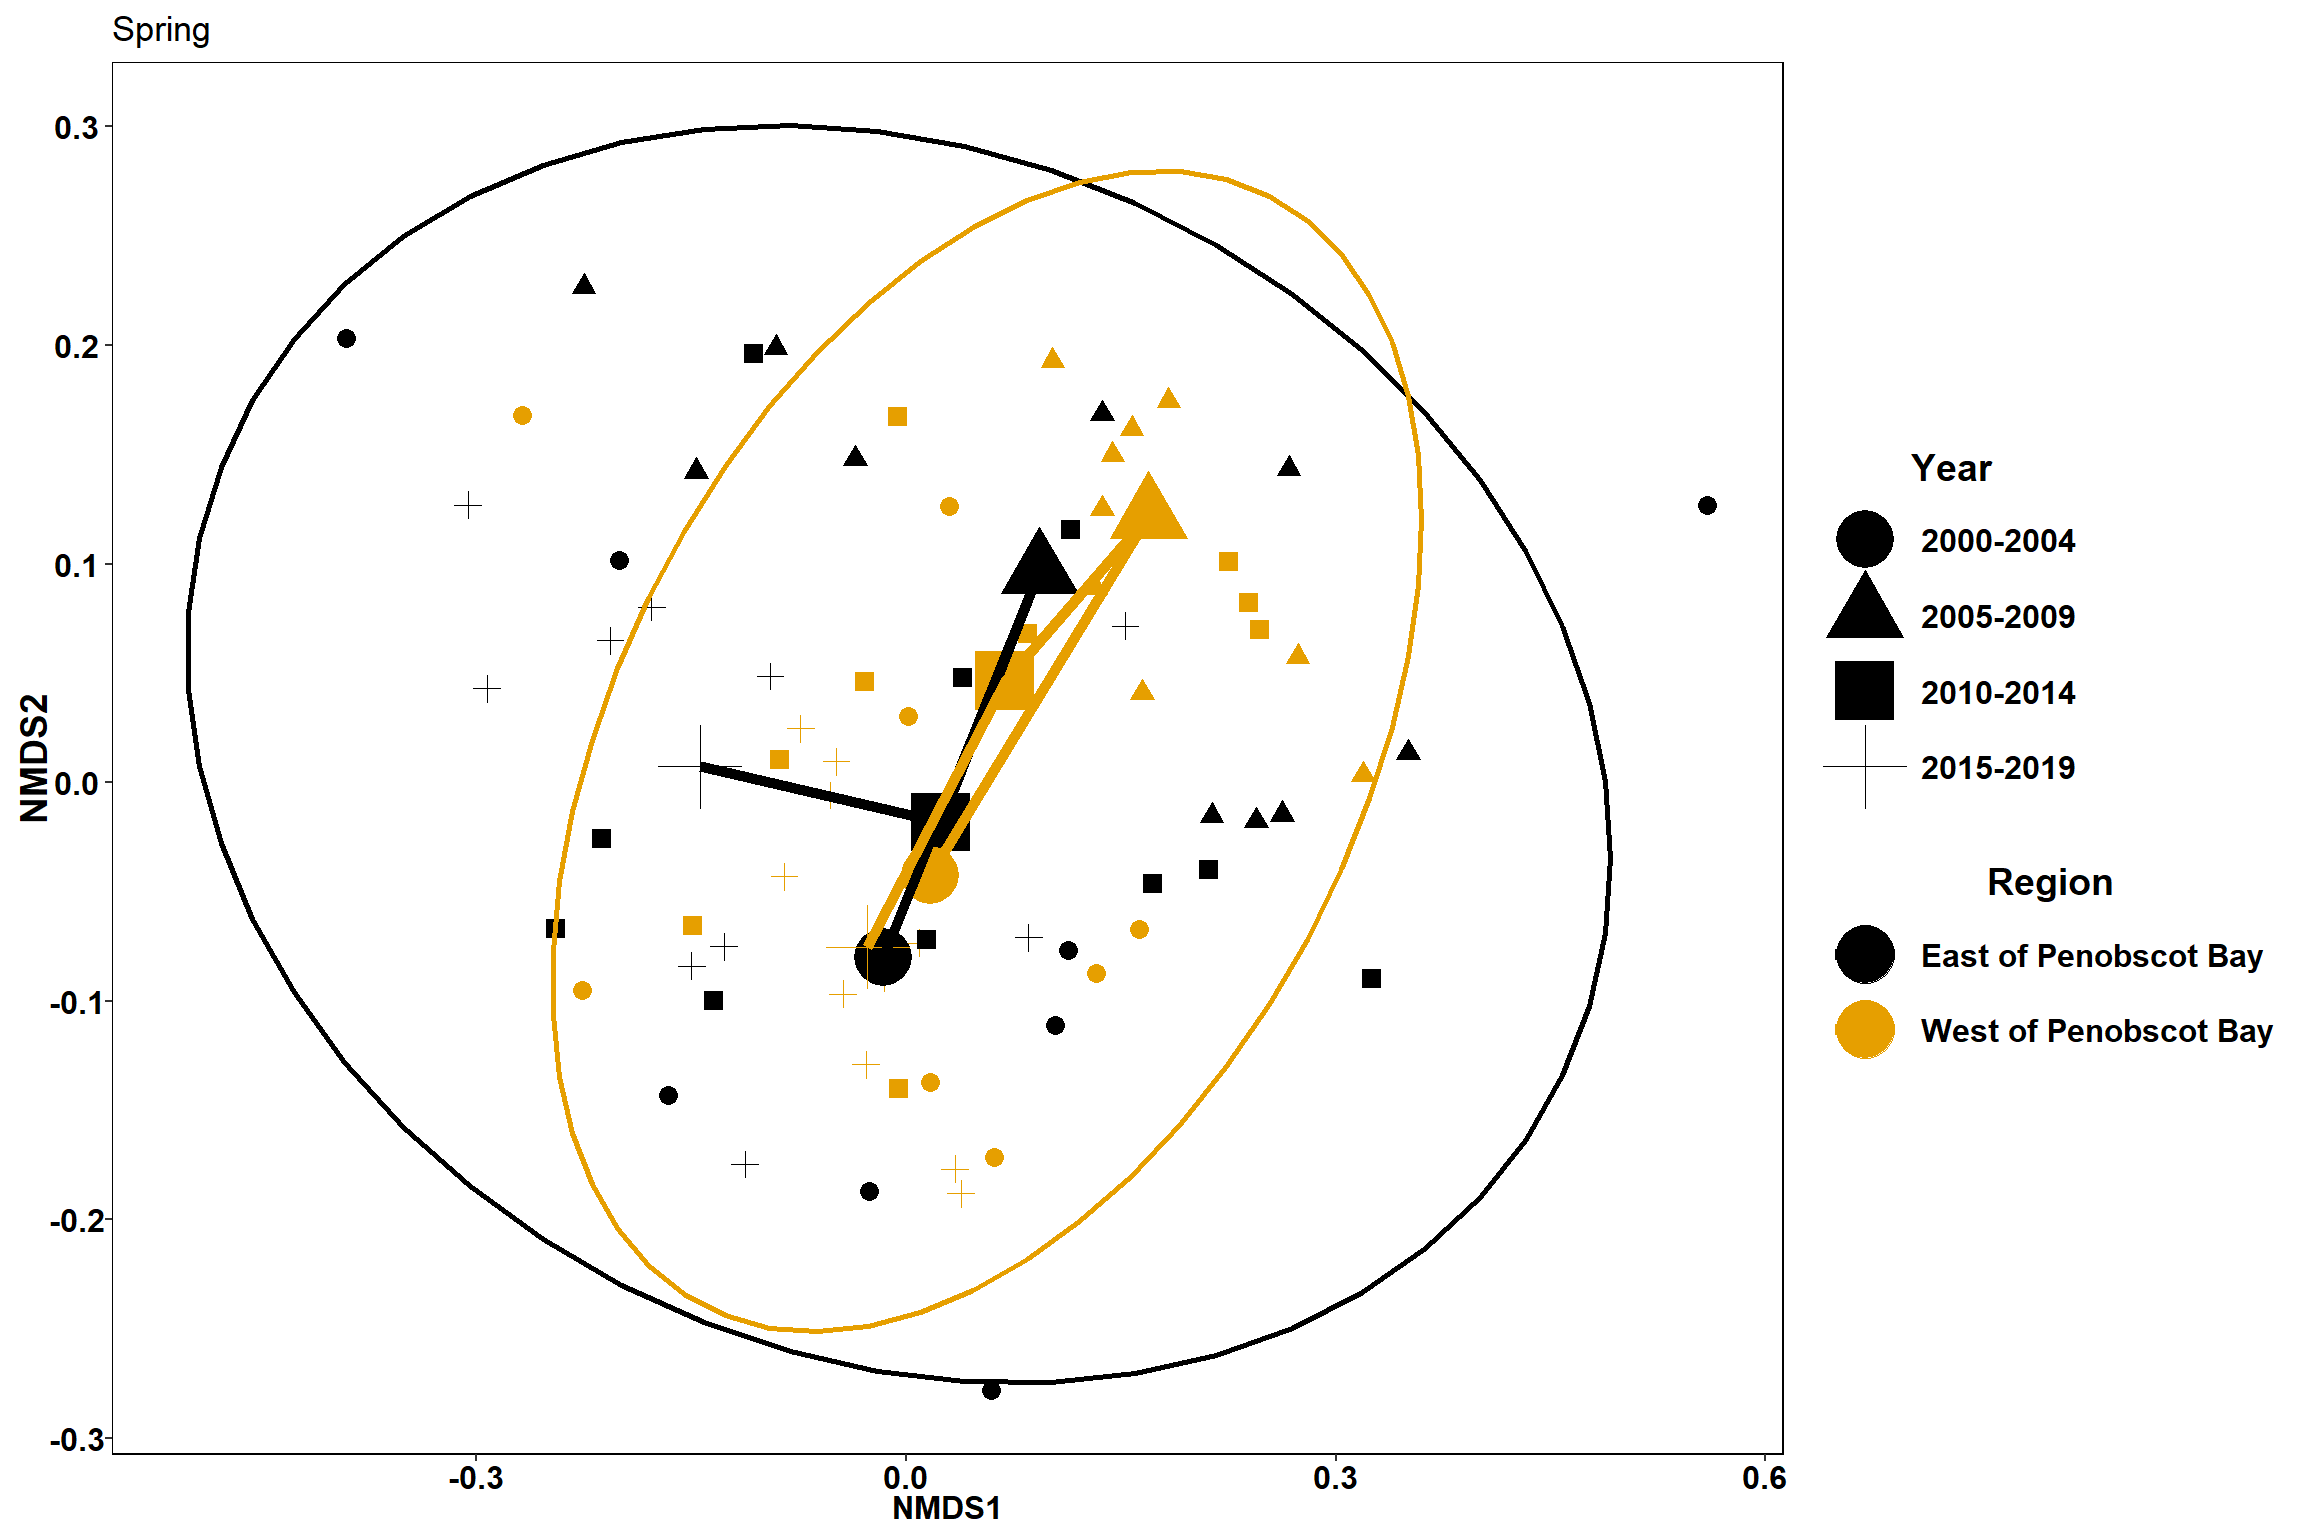 Spring
0.3
0.2
0.1
0.0
-0.1
-0.2
-0.3
NMDS2
-0.3 0.0 0.3 0.6
NMDS1
Year
2000-2004
2005-2009
2010-2014
2015-2019
Region
East of Penobscot Bay
West of Penobscot Bay